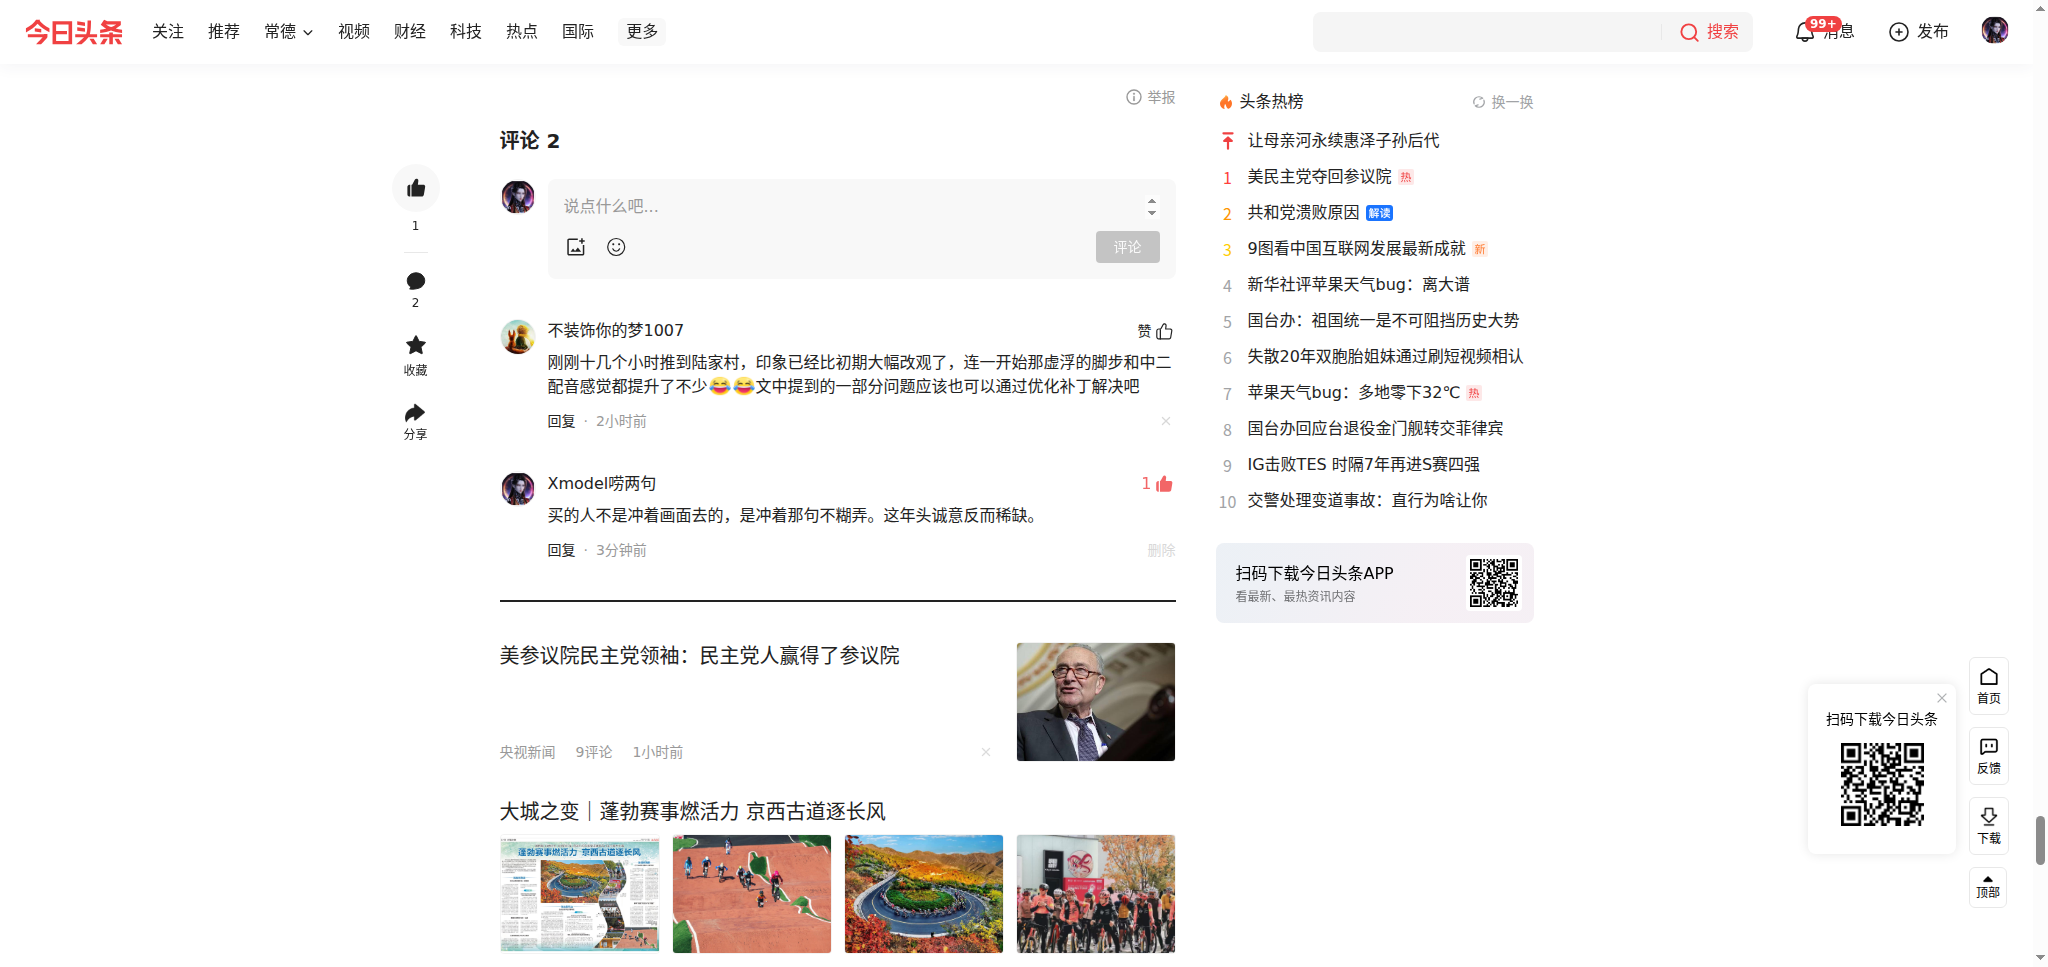 今日头条
关注 推荐 常德 视频 财经 科技 热点 国际 更多
搜索
99+
消息
发布
举报
评论 2
1
2
收藏
分享
说点什么吧...
评论
不装饰你的梦1007
赞
刚刚十几个小时推到陆家村，印象已经比初期大幅改观了，连一开始那虚浮的脚步和中二
配音感觉都提升了不少😂😂文中提到的一部分问题应该也可以通过优化补丁解决吧
回复 · 2小时前
Xmodel唠两句
1
买的人不是冲着画面去的，是冲着那句不糊弄。这年头诚意反而稀缺。
回复 · 3分钟前
删除
美参议院民主党领袖：民主党人赢得了参议院
央视新闻 9评论 1小时前
大城之变｜蓬勃赛事燃活力 京西古道逐长风
蓬勃赛事燃活力 京西古道逐长风
头条热榜
换一换
让母亲河永续惠泽子孙后代
1 美民主党夺回参议院 热
2 共和党溃败原因 解读
3 9图看中国互联网发展最新成就 新
4 新华社评苹果天气bug：离大谱
5 国台办：祖国统一是不可阻挡历史大势
6 失散20年双胞胎姐妹通过刷短视频相认
7 苹果天气bug：多地零下32℃ 热
8 国台办回应台退役金门舰转交菲律宾
9 IG击败TES 时隔7年再进S赛四强
10 交警处理变道事故：直行为啥让你
扫码下载今日头条APP
看最新、最热资讯内容
扫码下载今日头条
首页
反馈
下载
顶部